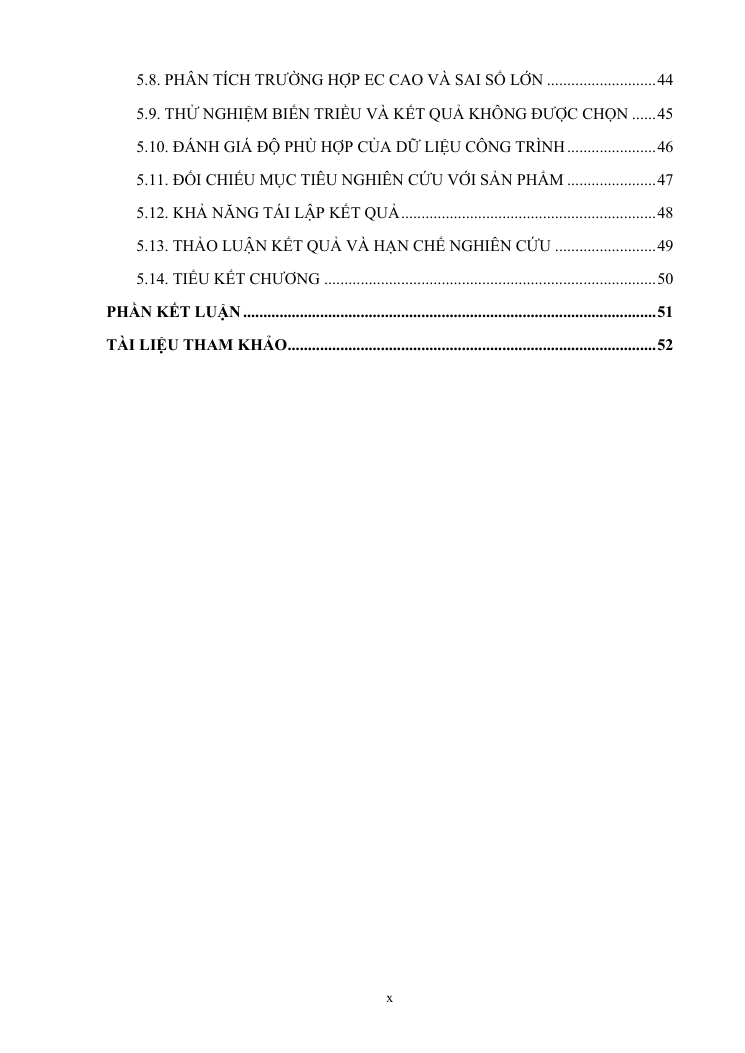 5.8. PHÂN TÍCH TRƯỜNG HỢP EC CAO VÀ SAI SỐ LỚN ...........................44
5.9. THỬ NGHIỆM BIẾN TRIỀU VÀ KẾT QUẢ KHÔNG ĐƯỢC CHỌN ......45
5.10. ĐÁNH GIÁ ĐỘ PHÙ HỢP CỦA DỮ LIỆU CÔNG TRÌNH......................46
5.11. ĐỐI CHIẾU MỤC TIÊU NGHIÊN CỨU VỚI SẢN PHẨM ......................47
5.12. KHẢ NĂNG TÁI LẬP KẾT QUẢ...............................................................48
5.13. THẢO LUẬN KẾT QUẢ VÀ HẠN CHẾ NGHIÊN CỨU .........................49
5.14. TIỂU KẾT CHƯƠNG ..................................................................................50
PHẦN KẾT LUẬN......................................................................................................51
TÀI LIỆU THAM KHẢO...........................................................................................52
x